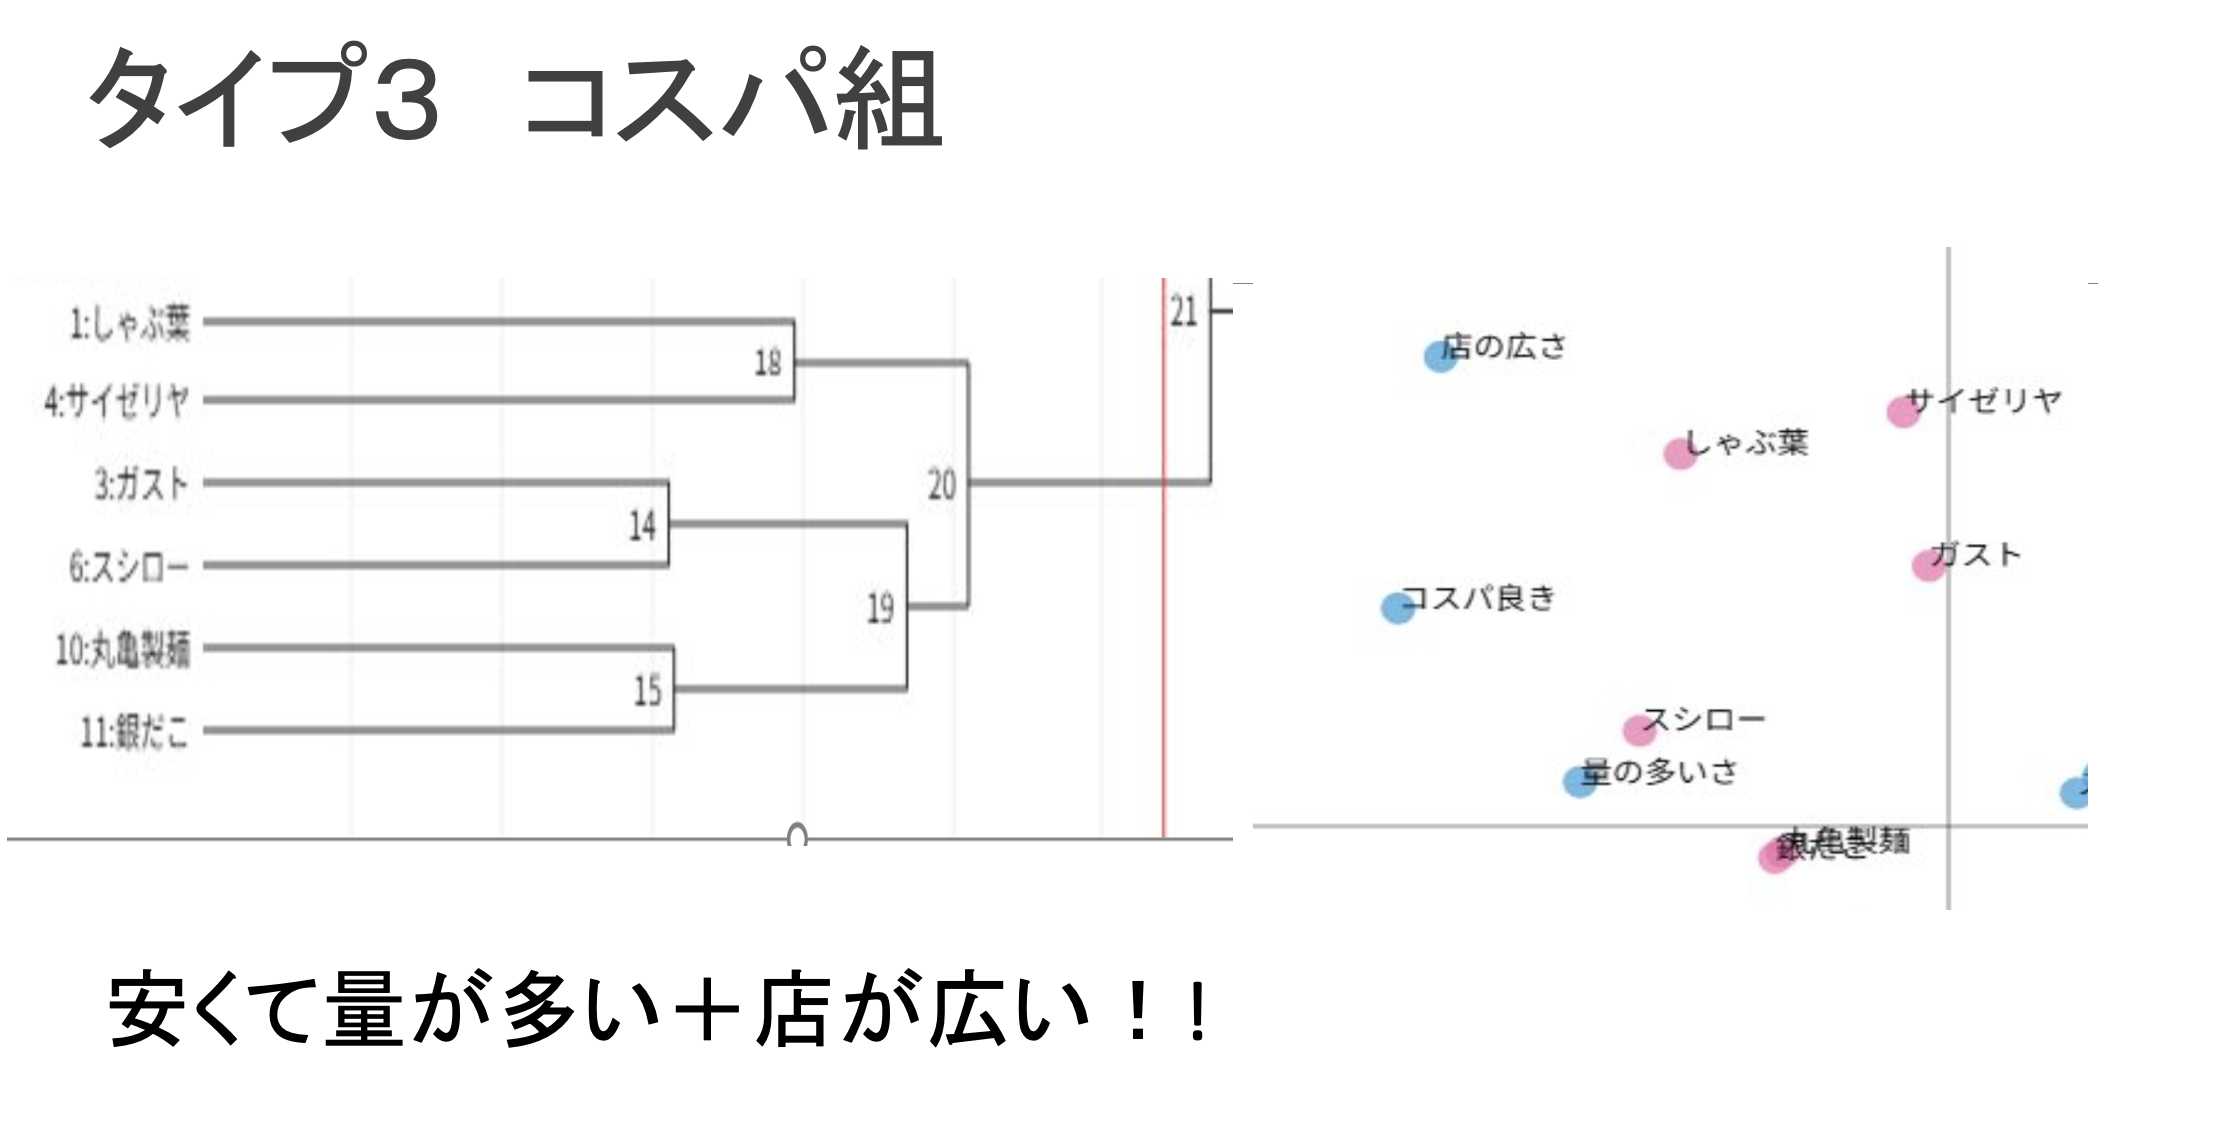 タイプ３　コスパ組
1:しゃぶ葉
4:サイゼリヤ
3:ガスト
6:スシロー
10:丸亀製麺
11:銀だこ
18
14
15
19
20
21
店の広さ
サイゼリヤ
しゃぶ葉
ガスト
コスパ良き
スシロー
量の多いさ
丸亀製麺
銀だこ
安くて量が多い＋店が広い！！